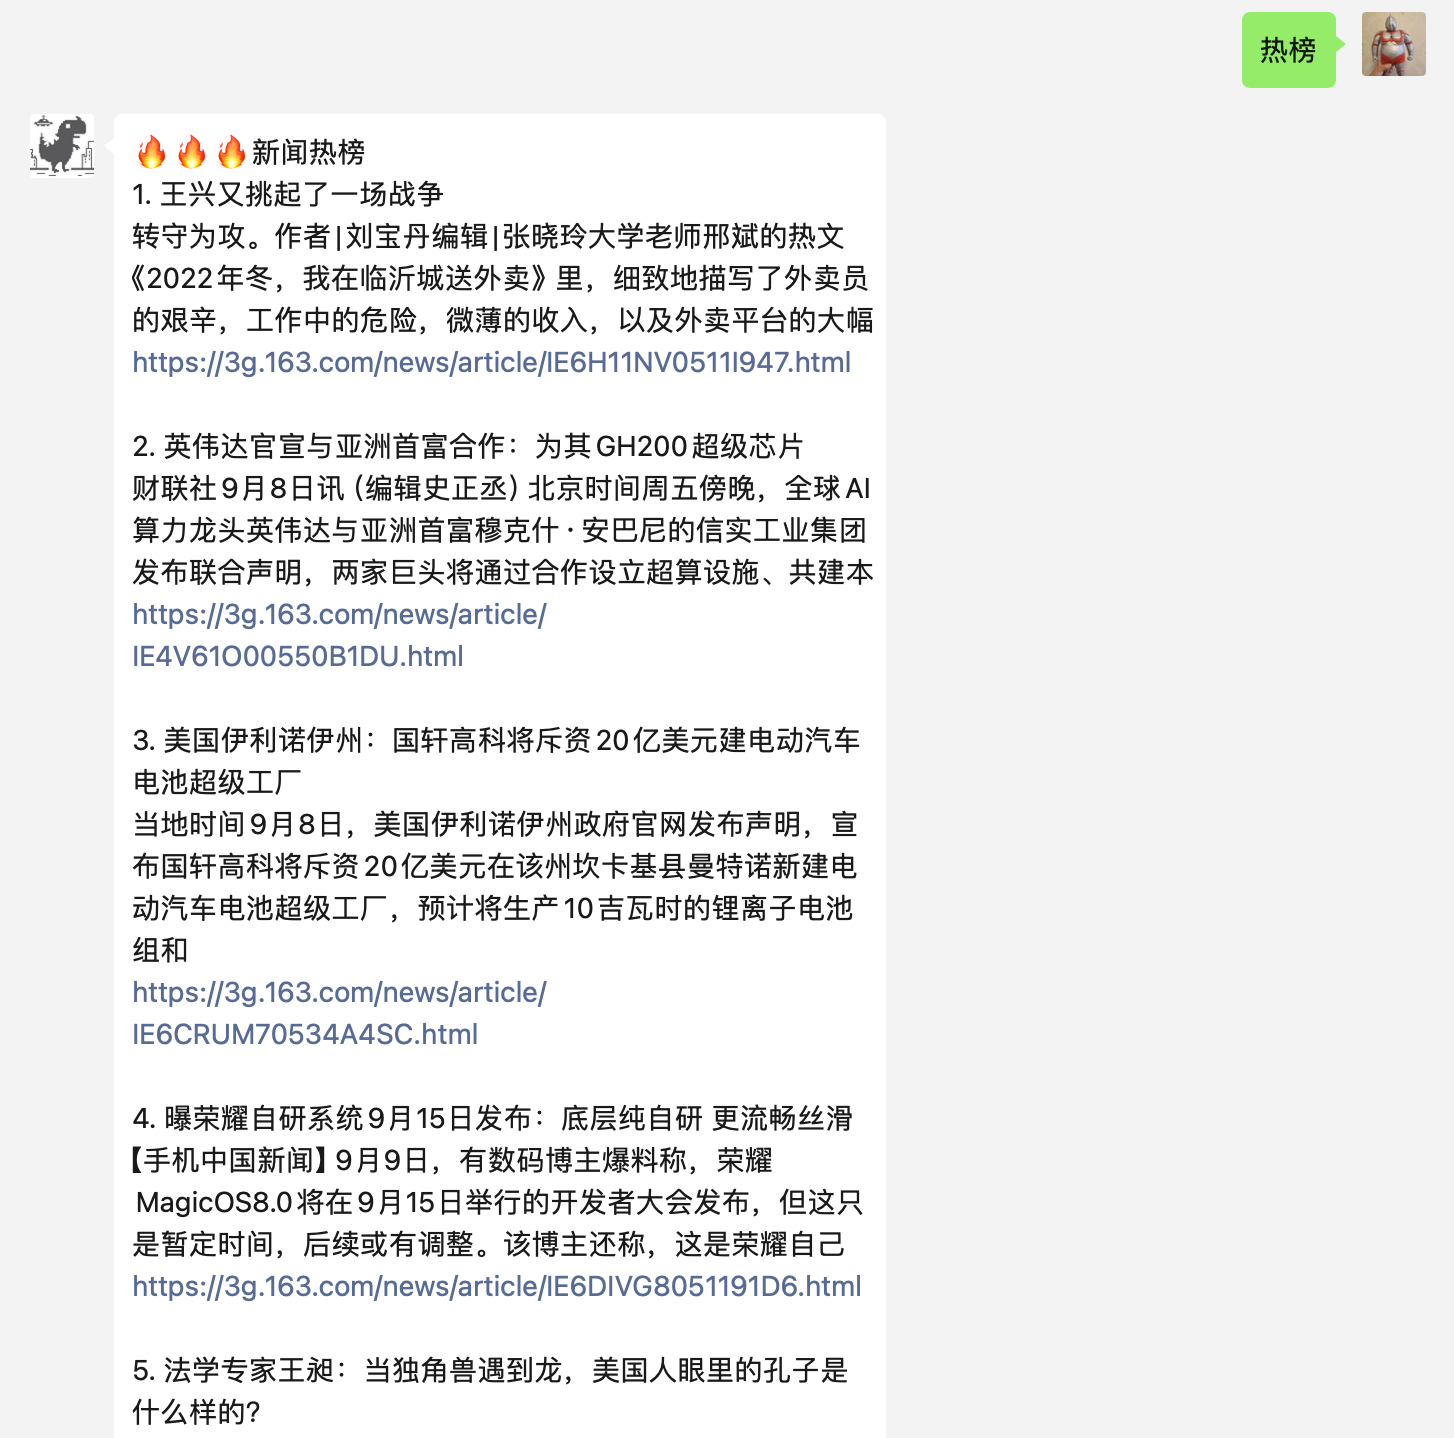 热榜
🔥🔥🔥新闻热榜
1. 王兴又挑起了一场战争
转守为攻。作者|刘宝丹编辑|张晓玲大学老师邢斌的热文
《2022年冬，我在临沂城送外卖》里，细致地描写了外卖员
的艰辛，工作中的危险，微薄的收入，以及外卖平台的大幅
https://3g.163.com/news/article/IE6H11NV0511I947.html
2. 英伟达官宣与亚洲首富合作：为其GH200超级芯片
财联社9月8日讯（编辑史正丞）北京时间周五傍晚，全球AI
算力龙头英伟达与亚洲首富穆克什·安巴尼的信实工业集团
发布联合声明，两家巨头将通过合作设立超算设施、共建本
https://3g.163.com/news/article/
IE4V61O00550B1DU.html
3. 美国伊利诺伊州：国轩高科将斥资20亿美元建电动汽车
电池超级工厂
当地时间9月8日，美国伊利诺伊州政府官网发布声明，宣
布国轩高科将斥资20亿美元在该州坎卡基县曼特诺新建电
动汽车电池超级工厂，预计将生产10吉瓦时的锂离子电池
组和
https://3g.163.com/news/article/
IE6CRUM70534A4SC.html
4. 曝荣耀自研系统9月15日发布：底层纯自研 更流畅丝滑
【手机中国新闻】9月9日，有数码博主爆料称，荣耀
MagicOS8.0将在9月15日举行的开发者大会发布，但这只
是暂定时间，后续或有调整。该博主还称，这是荣耀自己
https://3g.163.com/news/article/IE6DIVG8051191D6.html
5. 法学专家王昶：当独角兽遇到龙，美国人眼里的孔子是
什么样的?